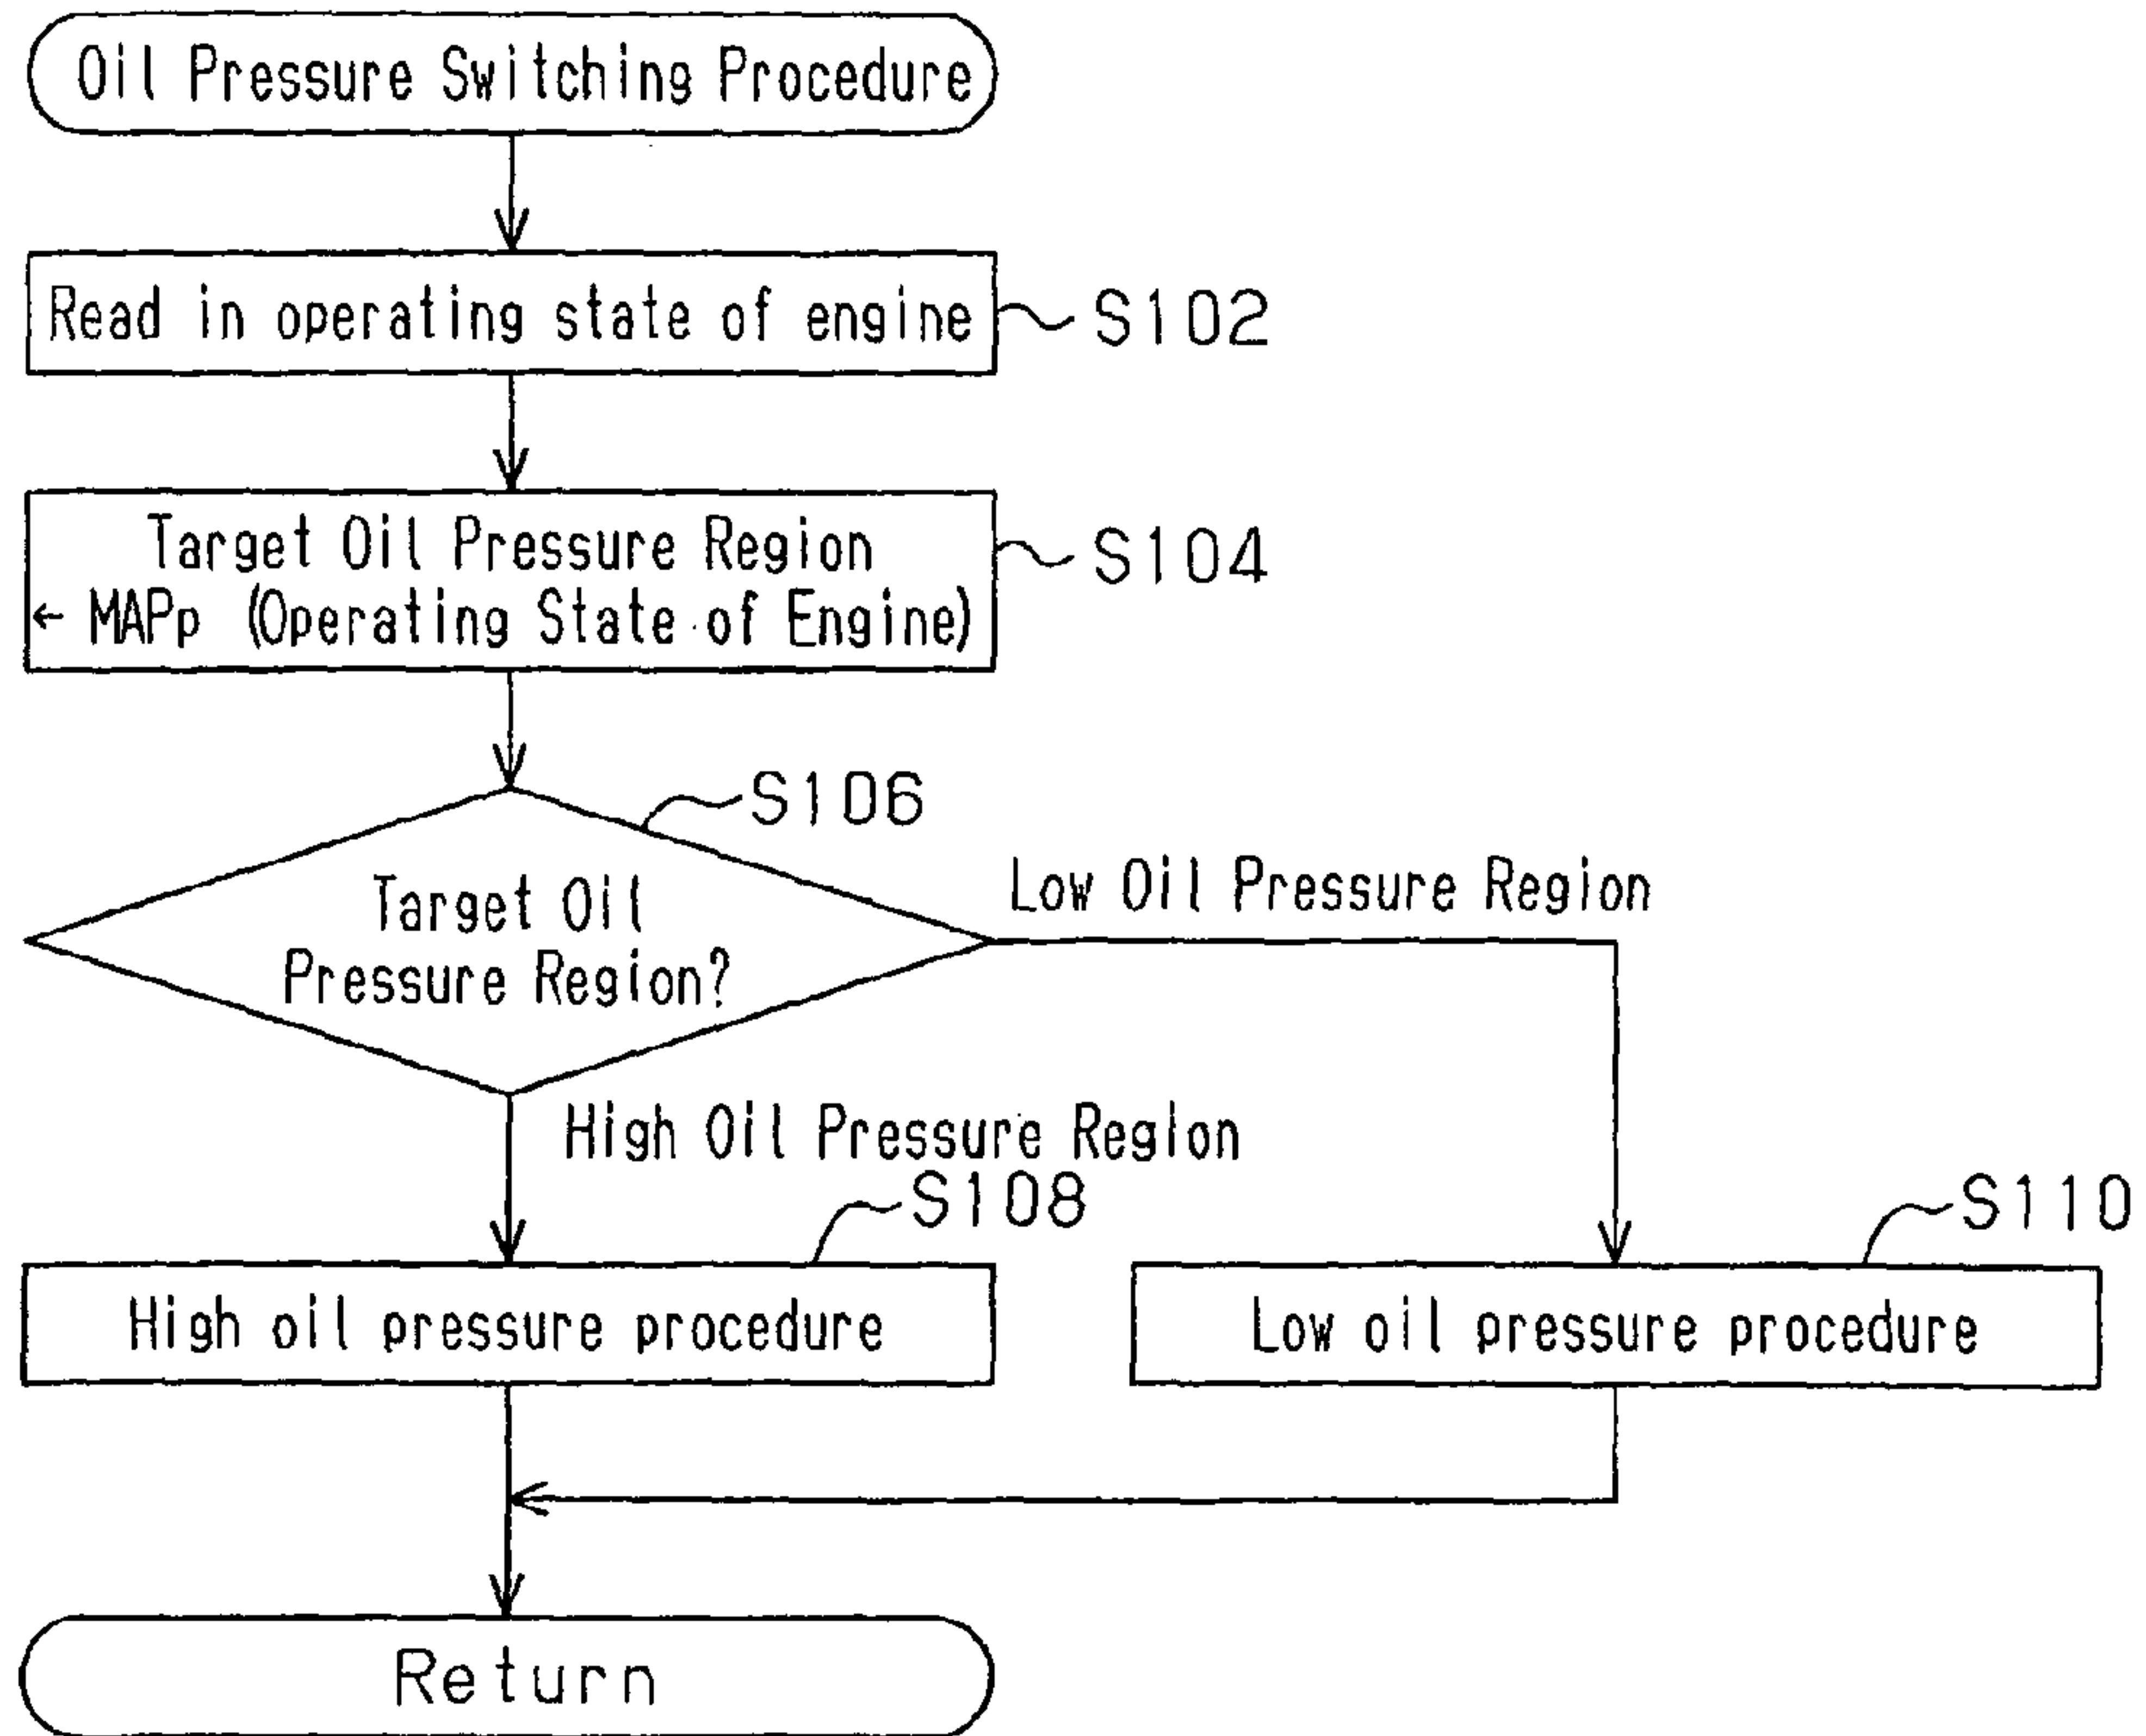 Oil Pressure Switching Procedure
Read in operating state of engine
S102
Target Oil Pressure Region
← MAPp (Operating State of Engine)
S104
S106
Target Oil
Pressure Region?
Low Oil Pressure Region
High Oil Pressure Region
S108
S110
High oil pressure procedure
Low oil pressure procedure
Return